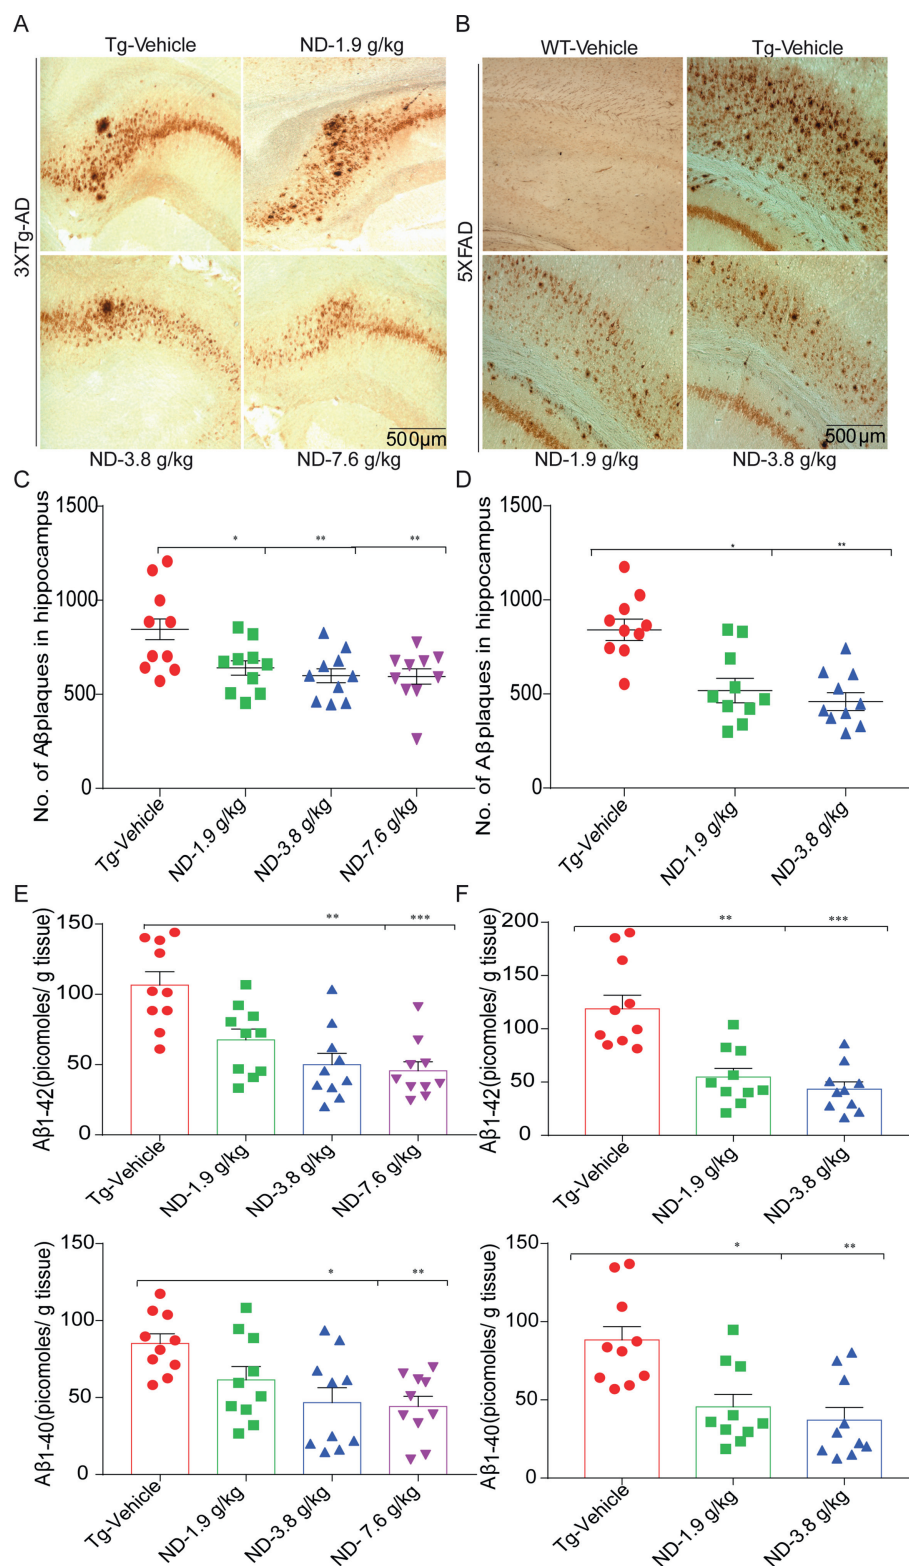 A
B
Tg-Vehicle
ND-1.9 g/kg
WT-Vehicle
Tg-Vehicle
3XTg-AD
5XFAD
500μm
500μm
ND-3.8 g/kg
ND-7.6 g/kg
ND-1.9 g/kg
ND-3.8 g/kg
C
No. of Aβ plaques in hippocampus
1500
1000
500
0
* ** **
Tg-Vehicle
ND-1.9 g/kg
ND-3.8 g/kg
ND-7.6 g/kg
D
No. of Aβ plaques in hippocampus
1500
1000
500
0
* **
Tg-Vehicle
ND-1.9 g/kg
ND-3.8 g/kg
E
Aβ1-42(picomoles/ g tissue)
150
100
50
0
** ***
Tg-Vehicle
ND-1.9 g/kg
ND-3.8 g/kg
ND-7.6 g/kg
F
Aβ1-42(picomoles/ g tissue)
200
150
100
50
0
** ***
Tg-Vehicle
ND-1.9 g/kg
ND-3.8 g/kg
Aβ1-40(picomoles/ g tissue)
150
100
50
0
* **
Tg-Vehicle
ND-1.9 g/kg
ND-3.8 g/kg
ND- 7.6 g/kg
Aβ1-40(picomoles/ g tissue)
150
100
50
0
* **
Tg-Vehicle
ND-1.9 g/kg
ND-3.8 g/kg